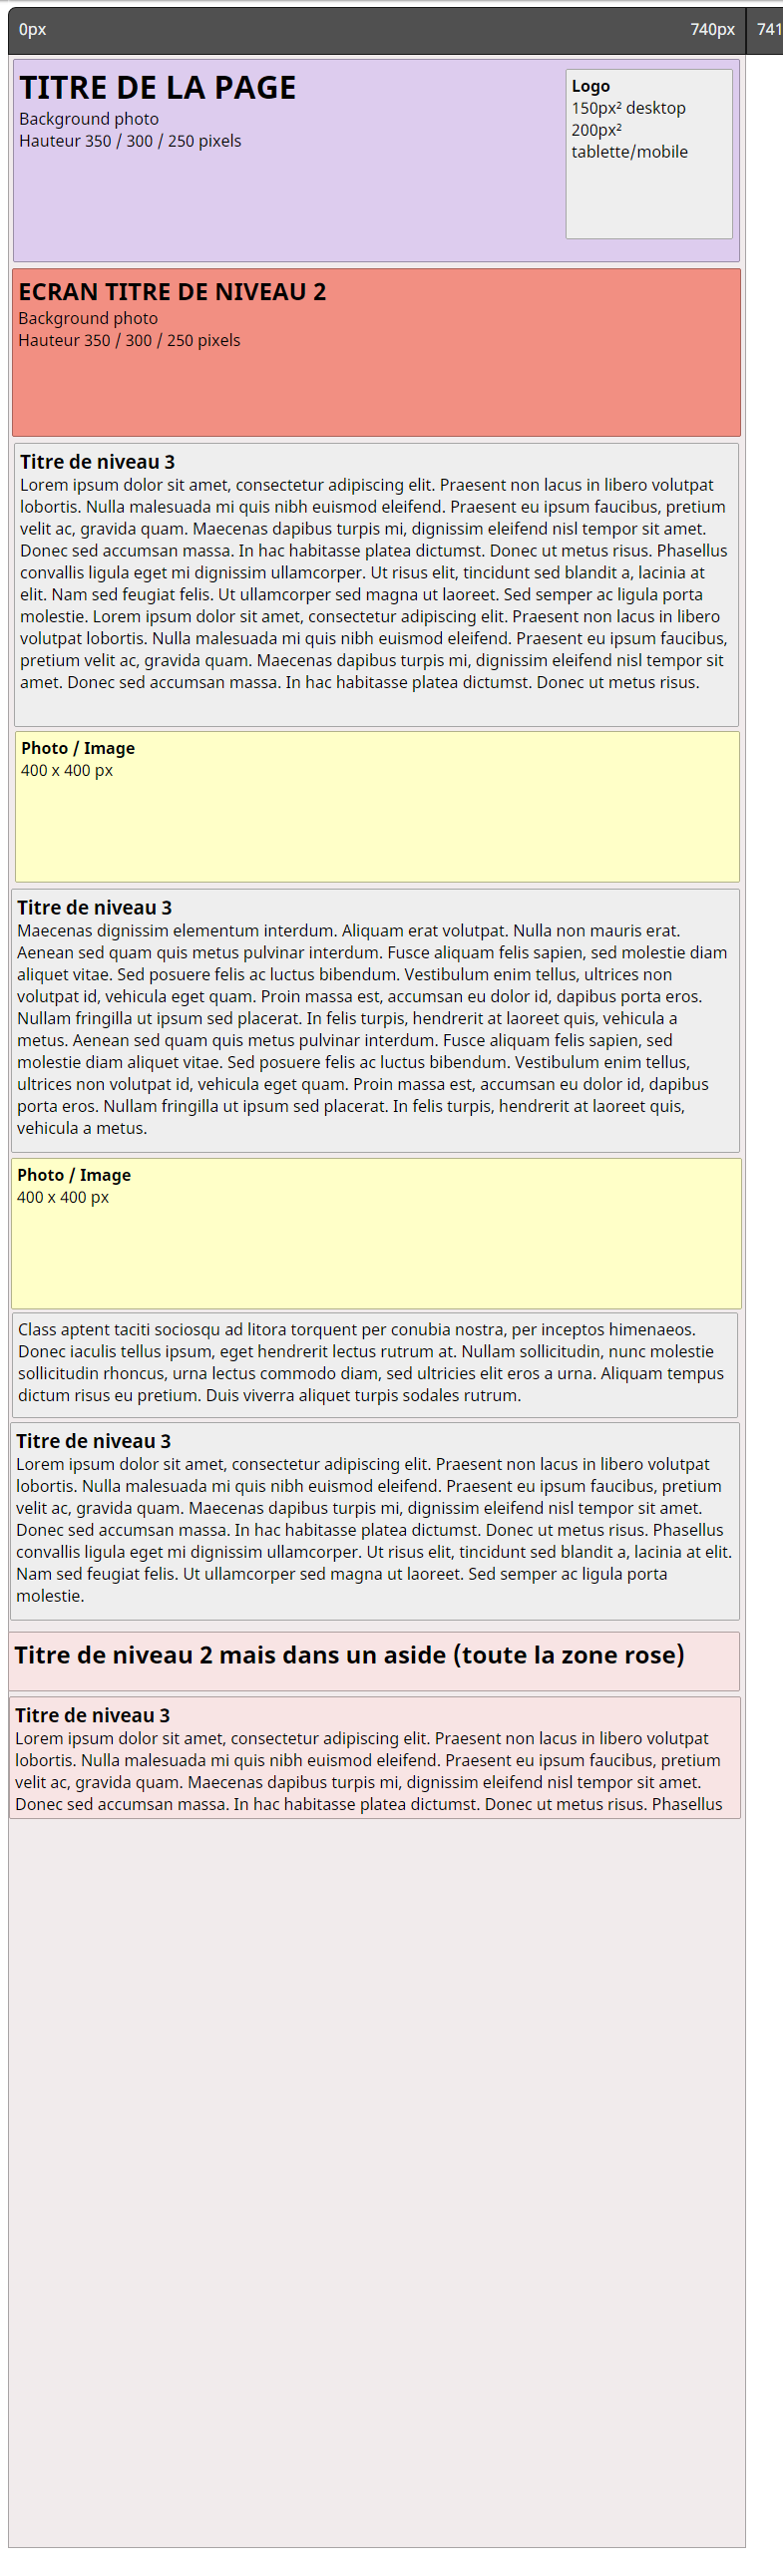 0px 740px 741
TITRE DE LA PAGE
Background photo
Hauteur 350 / 300 / 250 pixels
Logo
150px² desktop
200px²
tablette/mobile
ECRAN TITRE DE NIVEAU 2
Background photo
Hauteur 350 / 300 / 250 pixels
Titre de niveau 3
Lorem ipsum dolor sit amet, consectetur adipiscing elit. Praesent non lacus in libero volutpat
lobortis. Nulla malesuada mi quis nibh euismod eleifend. Praesent eu ipsum faucibus, pretium
velit ac, gravida quam. Maecenas dapibus turpis mi, dignissim eleifend nisl tempor sit amet.
Donec sed accumsan massa. In hac habitasse platea dictumst. Donec ut metus risus. Phasellus
convallis ligula eget mi dignissim ullamcorper. Ut risus elit, tincidunt sed blandit a, lacinia at
elit. Nam sed feugiat felis. Ut ullamcorper sed magna ut laoreet. Sed semper ac ligula porta
molestie. Lorem ipsum dolor sit amet, consectetur adipiscing elit. Praesent non lacus in libero
volutpat lobortis. Nulla malesuada mi quis nibh euismod eleifend. Praesent eu ipsum faucibus,
pretium velit ac, gravida quam. Maecenas dapibus turpis mi, dignissim eleifend nisl tempor sit
amet. Donec sed accumsan massa. In hac habitasse platea dictumst. Donec ut metus risus.
Photo / Image
400 x 400 px
Titre de niveau 3
Maecenas dignissim elementum interdum. Aliquam erat volutpat. Nulla non mauris erat.
Aenean sed quam quis metus pulvinar interdum. Fusce aliquam felis sapien, sed molestie diam
aliquet vitae. Sed posuere felis ac luctus bibendum. Vestibulum enim tellus, ultrices non
volutpat id, vehicula eget quam. Proin massa est, accumsan eu dolor id, dapibus porta eros.
Nullam fringilla ut ipsum sed placerat. In felis turpis, hendrerit at laoreet quis, vehicula a
metus. Aenean sed quam quis metus pulvinar interdum. Fusce aliquam felis sapien, sed
molestie diam aliquet vitae. Sed posuere felis ac luctus bibendum. Vestibulum enim tellus,
ultrices non volutpat id, vehicula eget quam. Proin massa est, accumsan eu dolor id, dapibus
porta eros. Nullam fringilla ut ipsum sed placerat. In felis turpis, hendrerit at laoreet quis,
vehicula a metus.
Photo / Image
400 x 400 px
Class aptent taciti sociosqu ad litora torquent per conubia nostra, per inceptos himenaeos.
Donec iaculis tellus ipsum, eget hendrerit lectus rutrum at. Nullam sollicitudin, nunc molestie
sollicitudin rhoncus, urna lectus commodo diam, sed ultricies elit eros a urna. Aliquam tempus
dictum risus eu pretium. Duis viverra aliquet turpis sodales rutrum.
Titre de niveau 3
Lorem ipsum dolor sit amet, consectetur adipiscing elit. Praesent non lacus in libero volutpat
lobortis. Nulla malesuada mi quis nibh euismod eleifend. Praesent eu ipsum faucibus, pretium
velit ac, gravida quam. Maecenas dapibus turpis mi, dignissim eleifend nisl tempor sit amet.
Donec sed accumsan massa. In hac habitasse platea dictumst. Donec ut metus risus. Phasellus
convallis ligula eget mi dignissim ullamcorper. Ut risus elit, tincidunt sed blandit a, lacinia at elit.
Nam sed feugiat felis. Ut ullamcorper sed magna ut laoreet. Sed semper ac ligula porta
molestie.
Titre de niveau 2 mais dans un aside (toute la zone rose)
Titre de niveau 3
Lorem ipsum dolor sit amet, consectetur adipiscing elit. Praesent non lacus in libero volutpat
lobortis. Nulla malesuada mi quis nibh euismod eleifend. Praesent eu ipsum faucibus, pretium
velit ac, gravida quam. Maecenas dapibus turpis mi, dignissim eleifend nisl tempor sit amet.
Donec sed accumsan massa. In hac habitasse platea dictumst. Donec ut metus risus. Phasellus